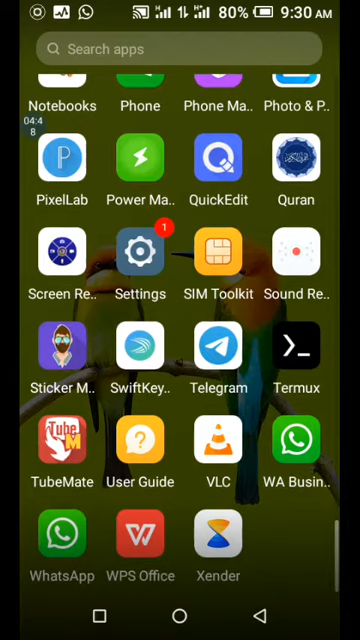 80% 9:30 AM
Search apps
Notebooks Phone Phone Ma.. Photo & P..
04:4
8
P
PixelLab Power Ma.. QuickEdit Quran
1
Screen Re.. Settings SIM Toolkit Sound Re..
Sticker M.. SwiftKey.. Telegram Termux
Tube
M
TubeMate User Guide VLC WA Busin..
W
WhatsApp WPS Office Xender